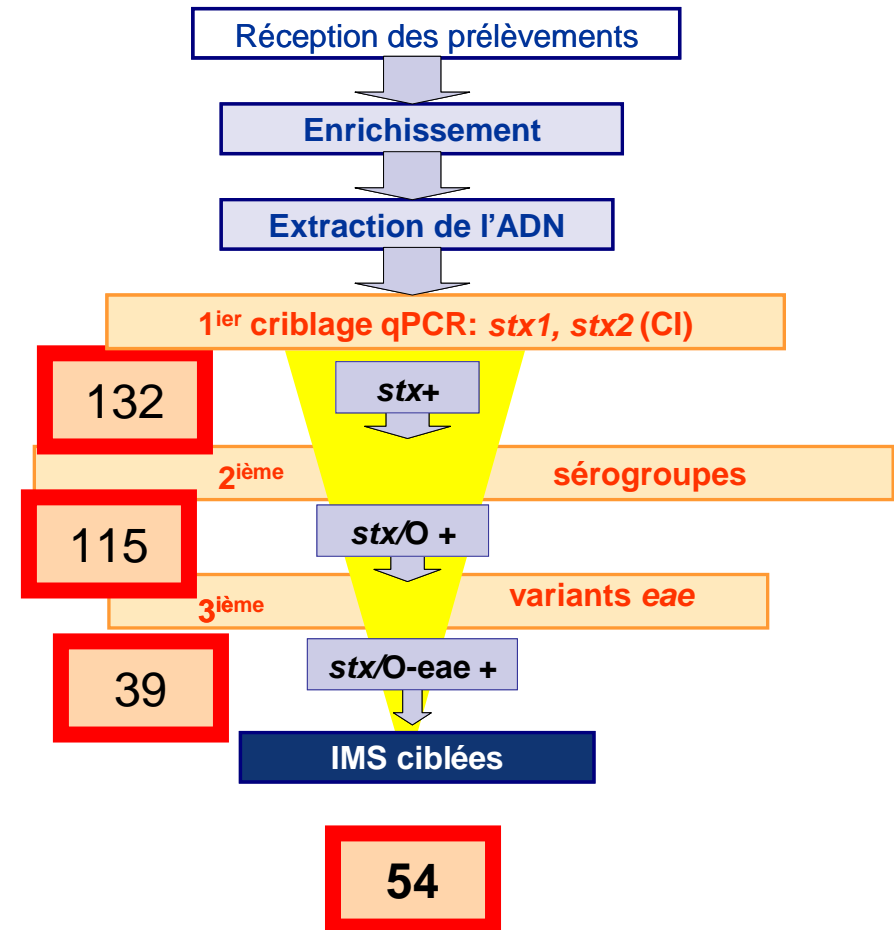 Réception des prélèvements
Enrichissement
Extraction de l'ADN
1ier criblage qPCR: stx1, stx2 (CI)
132
stx+
2ième sérogroupes
115
stx/O +
3ième variants eae
39
stx/O-eae +
IMS ciblées
54